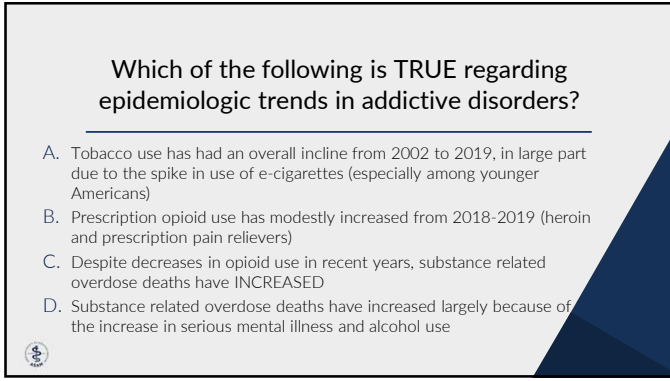 Which of the following is TRUE regarding
epidemiologic trends in addictive disorders?
A. Tobacco use has had an overall incline from 2002 to 2019, in large part
due to the spike in use of e-cigarettes (especially among younger
Americans)
B. Prescription opioid use has modestly increased from 2018-2019 (heroin
and prescription pain relievers)
C. Despite decreases in opioid use in recent years, substance related
overdose deaths have INCREASED
D. Substance related overdose deaths have increased largely because of
the increase in serious mental illness and alcohol use
ASAM